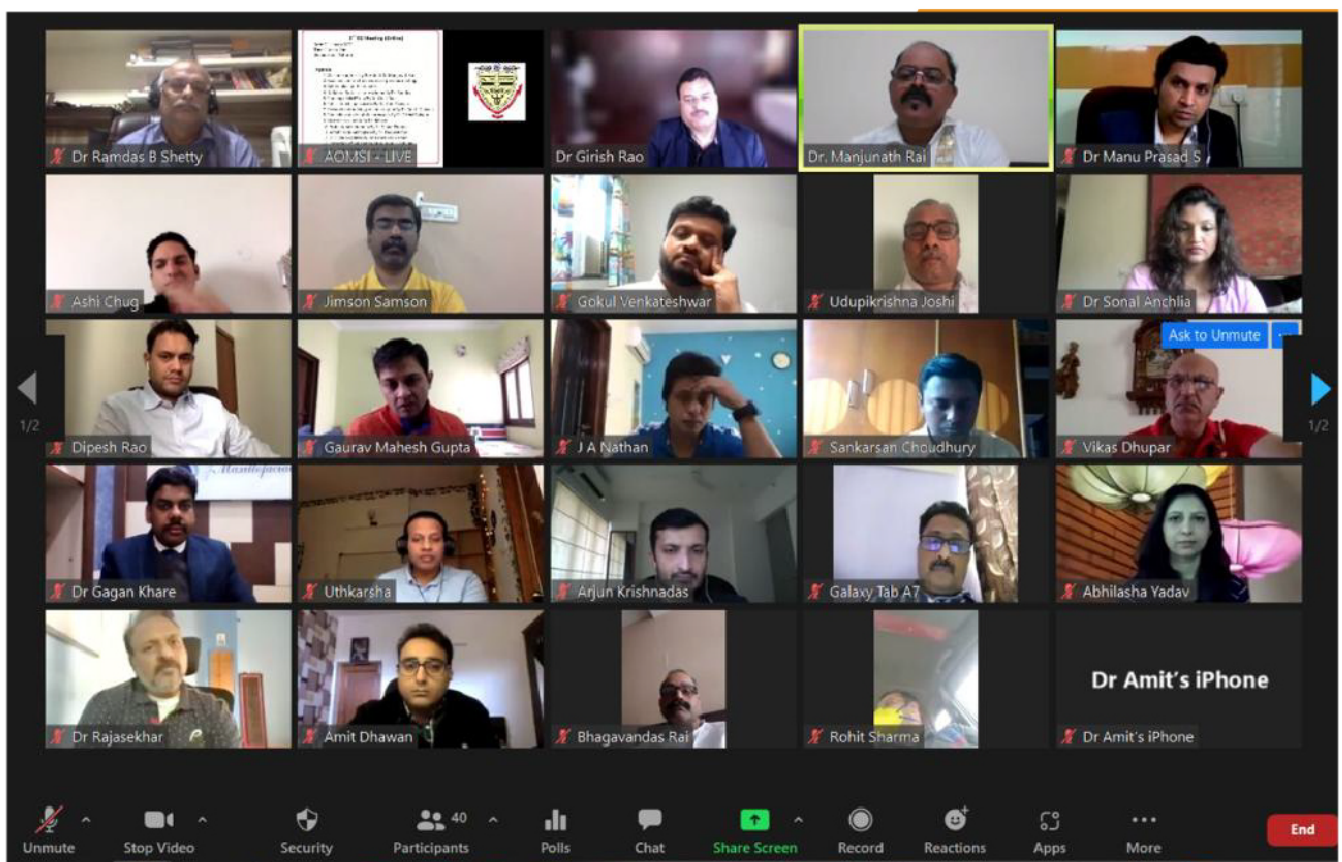 Dr Ramdas B Shetty
AOMSI - LIVE
Dr Girish Rao
Dr. Manjunath Rai
Dr Manu Prasad S
Ashi Chug
Jimson Samson
Gokul Venkateshwar
Udupikrishna Joshi
Dr Sonal Anchlia
Ask to Unmute
1/2
Dipesh Rao
Gaurav Mahesh Gupta
J A Nathan
Sankarsan Choudhury
Vikas Dhupar
1/2
Dr Gagan Khare
Uthkarsha
Arjun Krishnadas
Galaxy Tab A7
Abhilasha Yadav
Dr Amit's iPhone
Dr Rajasekhar
Amit Dhawan
Bhagavandas Rai
Rohit Sharma
Dr Amit's iPhone
40
Unmute
Stop Video
Security
Participants
Polls
Chat
Share Screen
Record
Reactions
Apps
More
End